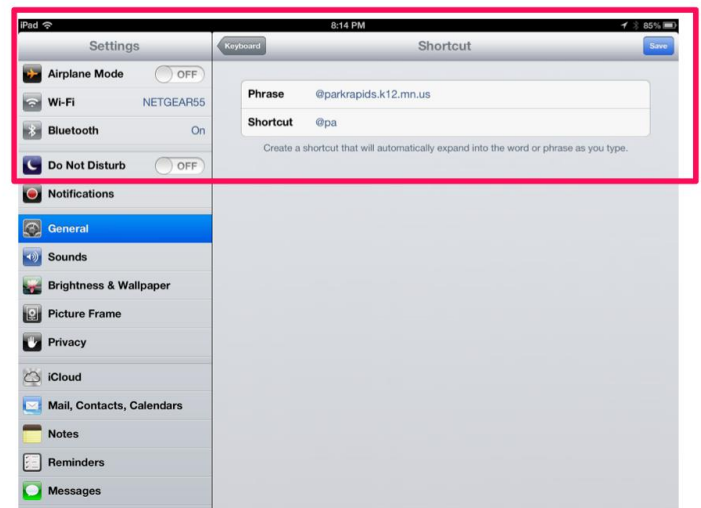 iPad 8:14 PM 85%
Settings
Keyboard Shortcut Save
Airplane Mode OFF
Wi-Fi NETGEAR55
Bluetooth On
Do Not Disturb OFF
Notifications
General
Sounds
Brightness & Wallpaper
Picture Frame
Privacy
iCloud
Mail, Contacts, Calendars
Notes
Reminders
Messages
Phrase @parkrapids.k12.mn.us
Shortcut @pa
Create a shortcut that will automatically expand into the word or phrase as you type.